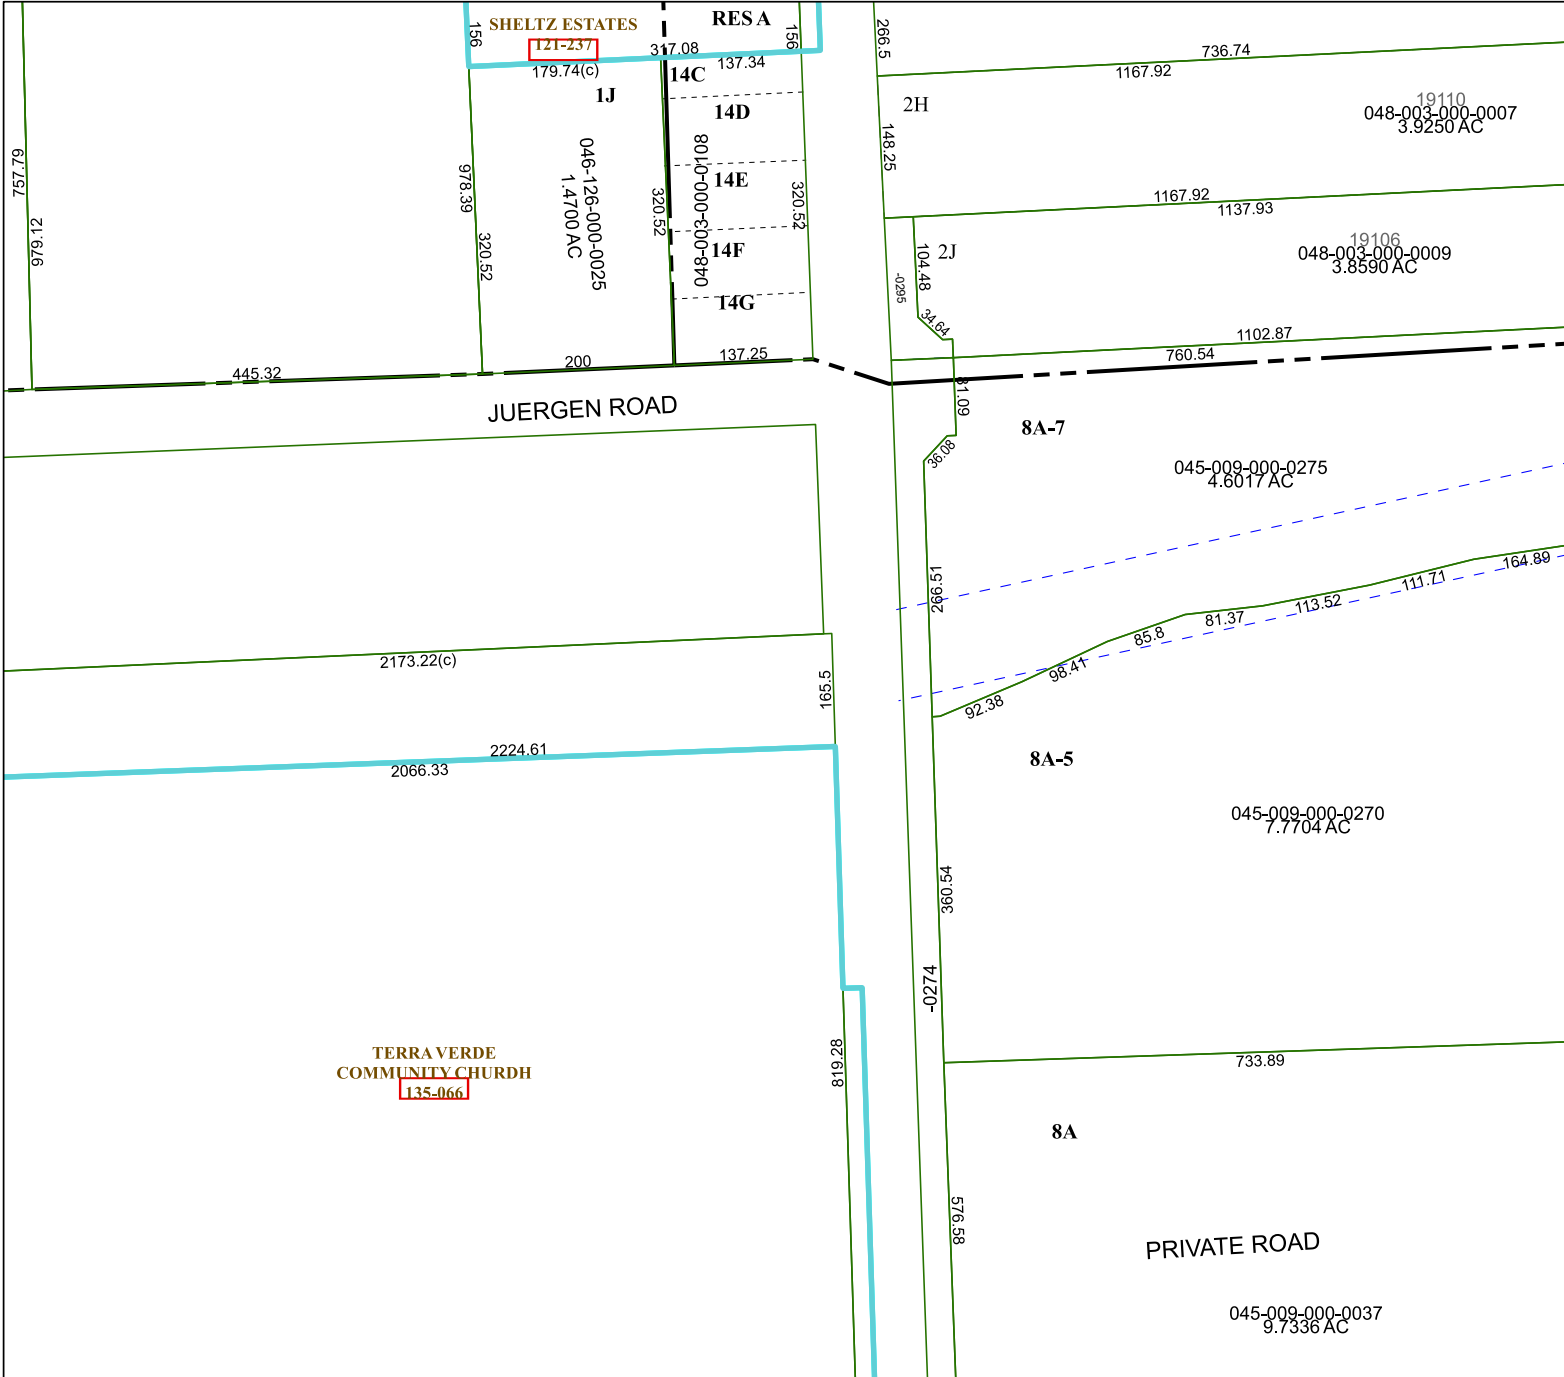 SHELTZ ESTATES
121-237
156
317.08
179.74(c)
RES A
137.34
156
266.5
736.74
1167.92
2H
19110
048-003-000-0007
3.9250 AC
1J
14C
14D
14E
14F
14G
046-126-000-0025
1.4700 AC
048-003-000-0108
978.39
320.52
320.52
320.52
148.25
757.79
979.12
1167.92
1137.93
2J
19106
048-003-000-0009
3.8590 AC
-0295
104.48
34.64
1102.87
760.54
445.32
200
137.25
JUERGEN ROAD
81.09
36.08
8A-7
045-009-000-0275
4.6017 AC
266.51
164.89
111.71
113.52
81.37
85.8
98.41
92.38
2173.22(c)
165.5
2224.61
2066.33
8A-5
045-009-000-0270
7.7704 AC
360.54
-0274
TERRA VERDE
COMMUNITY CHURDH
135-066
819.28
733.89
8A
576.58
PRIVATE ROAD
045-009-000-0037
9.7336 AC